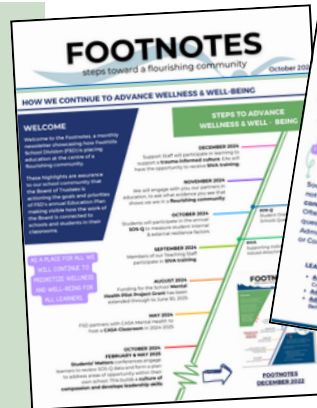 FOOTNOTES
steps toward a flourishing community
October 202
HOW WE CONTINUE TO ADVANCE WELLNESS & WELL-BEING
WELCOME
Welcome to the Footnotes, a monthly
newsletter showcasing how Foothills
School Division (FSD) is placing
education at the centre of a
flourishing community.
These highlights are assurance
to our school community that
the Board of Trustees is
actioning the goals and priorities
of FSD's annual Education Plan
making visible how the work of
the Board is connected to
schools and students in their
classrooms.
AS A PLACE FOR ALL WE
WILL CONTINUE TO
PRIORITIZE WELLNESS
AND WELL-BEING FOR
ALL LEARNERS
STEPS TO ADVANCE
WELLNESS & WELL - BEING
DECEMBER 2024
Support Staff will participate in learning to
support a trauma-informed culture and will
have the opportunity to receive SIVA training.
NOVEMBER 2024
We will engage with you, our partners in
education, to ask what evidence you see that
shows we are in a flourishing community
OCTOBER 2024
Students will participate in the annual
SOS-Q to measure student internal
& external resilience factors
SEPTEMBER 2024
Members of our Teaching Staff
participate in SIVA training
AUGUST 2024
Funding for the School Mental
Health Pilot Project Grant has been
extended through to June 30, 2025
MAY 2024
FSD partners with CASA Mental Health to
host a CASA Classroom in 2024-2025
OCTOBER 2024
FEBRUARY & MAY 2025
Students' Matters conferences engage
learners to review SOS-Q data and form a plan
to address areas of opportunity within their
own school. This builds a culture of
compassion and develops leadership skills
SOS-Q
SIVA
FOOTN
FOOTNOTES
DECEMBER 2022
LEA